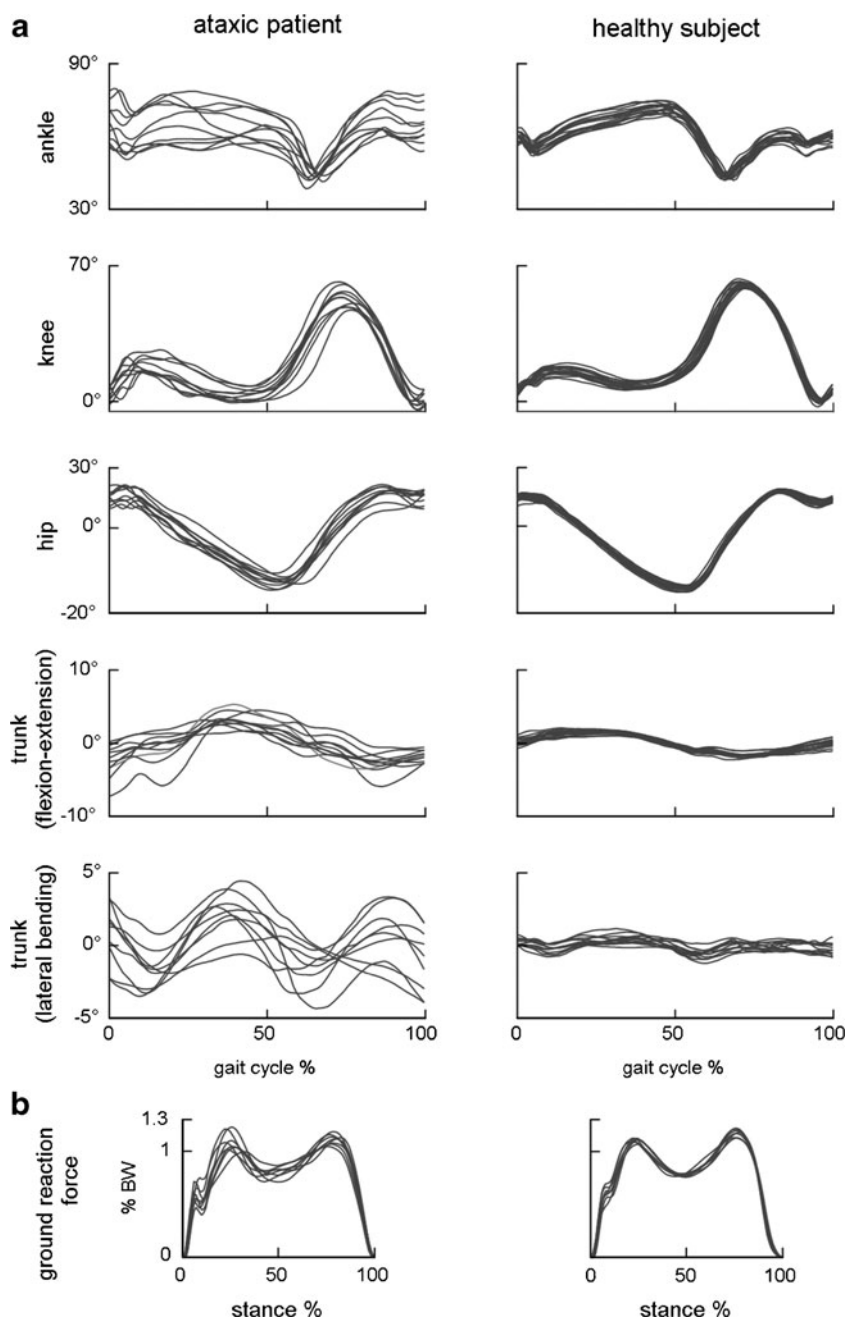 a
ataxic patient
healthy subject
90°
ankle
30°
70°
knee
0°
30°
hip
0°
-20°
10°
trunk
(flexion-extension)
0°
-10°
5°
trunk
(lateral bending)
0°
-5°
0 50 100
0 50 100
gait cycle %
gait cycle %
b
ground reaction
force
% BW
1.3
1
0
0 50 100
0 50 100
stance %
stance %